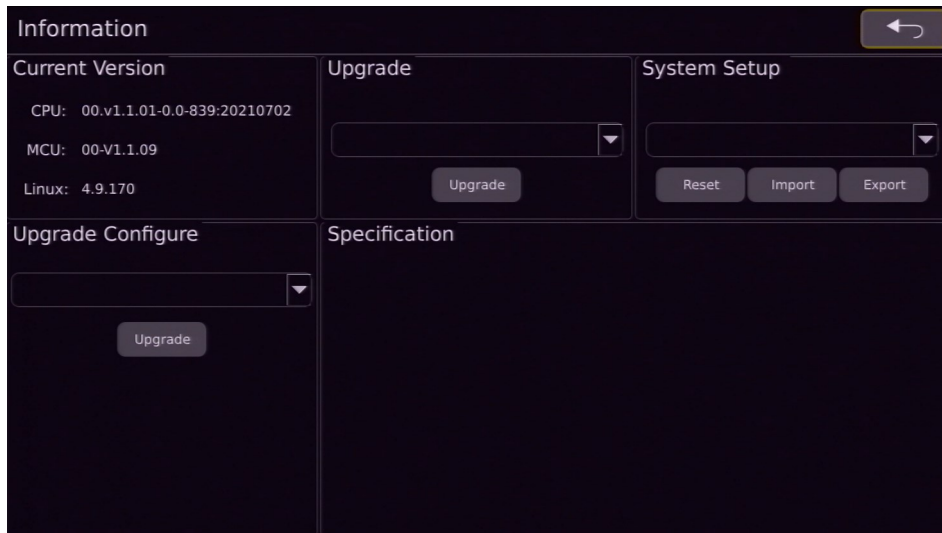 Information
Current Version
CPU: 00.v1.1.01-0.0-839:20210702
MCU: 00-V1.1.09
Linux: 4.9.170
Upgrade
Upgrade
System Setup
Reset Import Export
Upgrade Configure
Upgrade
Specification